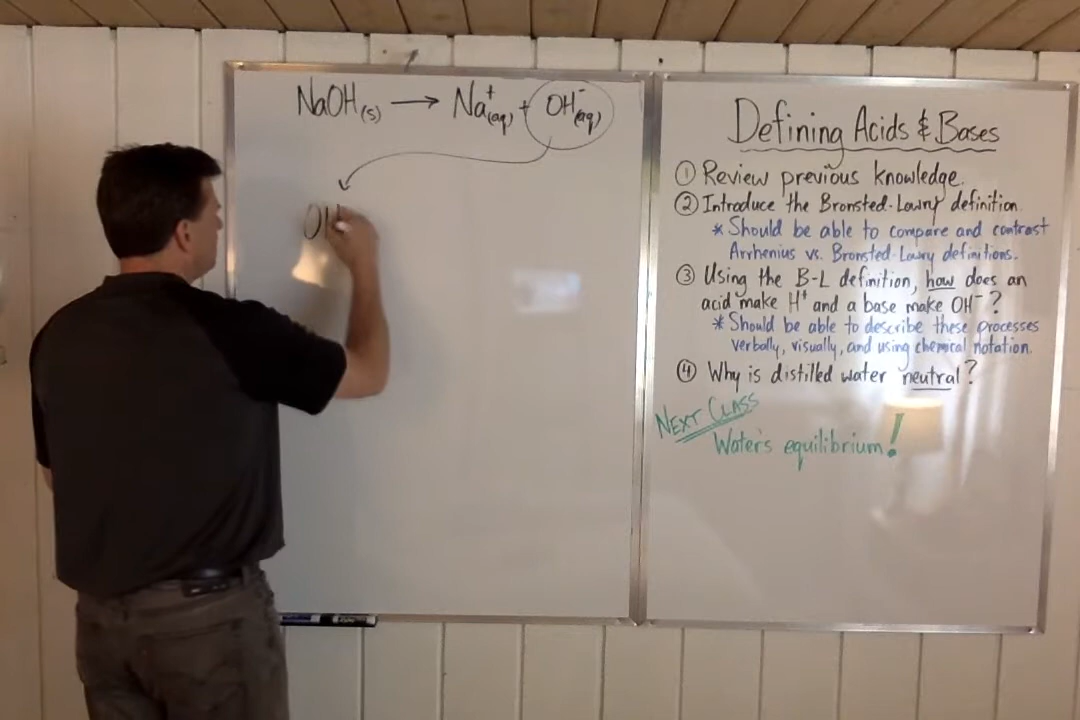 NaOH(s) → Na⁺(aq) + OH⁻(aq)
OH
Defining Acids & Bases
① Review previous knowledge.
② Introduce the Bronsted-Lowry definition.
* Should be able to compare and contrast
Arrhenius vs. Bronsted-Lowry definitions.
③ Using the B-L definition, how does an
acid make H⁺ and a base make OH⁻?
* Should be able to describe these processes
verbally, visually, and using chemical notation.
④ Why is distilled water neutral?
NEXT CLASS
Water's equilibrium!